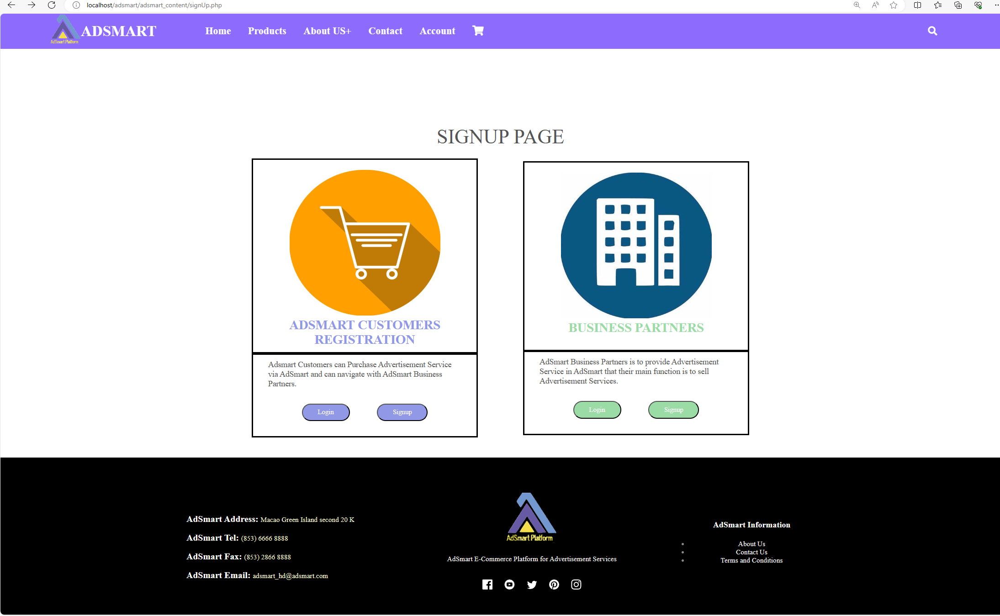 localhost/adsmart/adsmart_content/signUp.php
AdSmart Platform
ADSMART
Home
Products
About US+
Contact
Account
SIGNUP PAGE
ADSMART CUSTOMERS
REGISTRATION
Adsmart Customers can Purchase Advertisement Service
via AdSmart and can navigate with AdSmart Business
Partners.
Login
Signup
BUSINESS PARTNERS
AdSmart Business Partners is to provide Advertisement
Service in AdSmart that their main function is to sell
Advertisement Services.
Login
Signup
AdSmart Address: Macao Green Island second 20 K
AdSmart Tel: (853) 6666 8888
AdSmart Fax: (853) 2866 8888
AdSmart Email: adsmart_hd@adsmart.com
AdSmart Platform
AdSmart E-Commerce Platform for Advertisement Services
AdSmart Information
About Us
Contact Us
Terms and Conditions